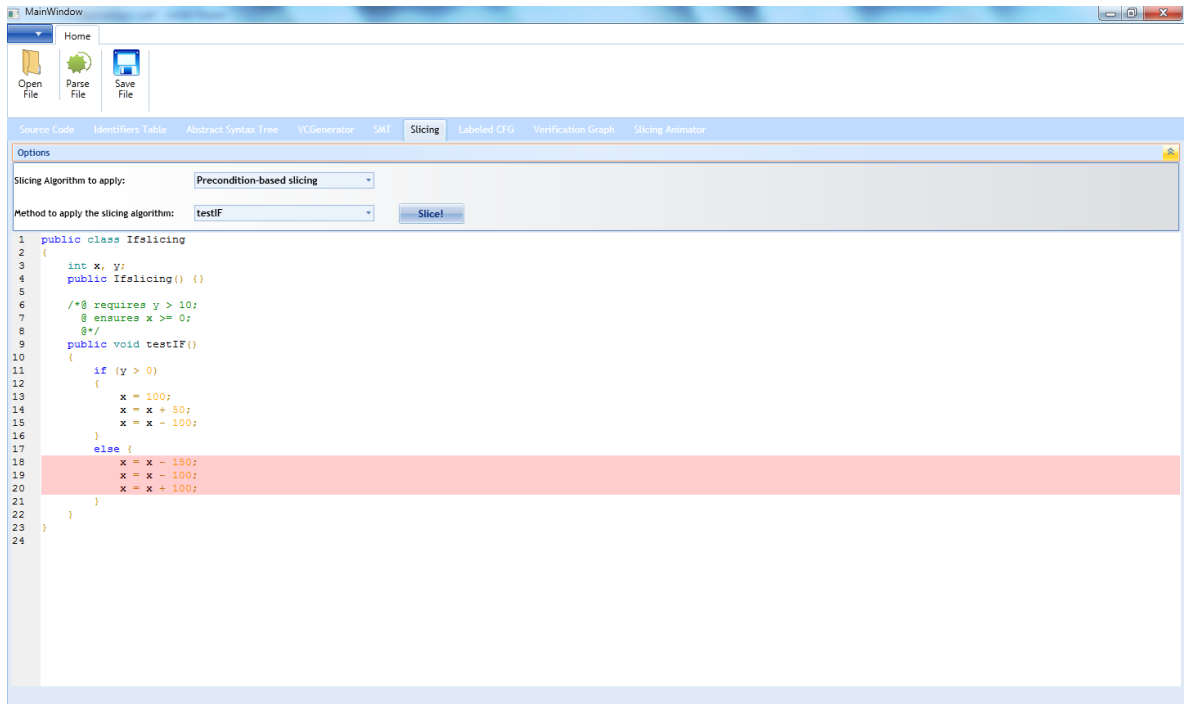 MainWindow
Home
Open File
Parse File
Save File
Source Code Identifiers Table Abstract Syntax Tree VCGenerator SMT Slicing Labeled CFG Verification Graph Slicing Animator
Options
Slicing Algorithm to apply: Precondition-based slicing
Method to apply the slicing algorithm: testIF Slice!
1 public class Ifslicing
2 {
3     int x, y;
4     public Ifslicing() {}
5
6     /*@ requires y > 10;
7       @ ensures x >= 0;
8       @*/
9     public void testIF()
10     {
11         if (y > 0)
12         {
13             x = 100;
14             x = x + 50;
15             x = x - 100;
16         }
17         else {
18             x = x - 150;
19             x = x - 100;
20             x = x + 100;
21         }
22     }
23 }
24